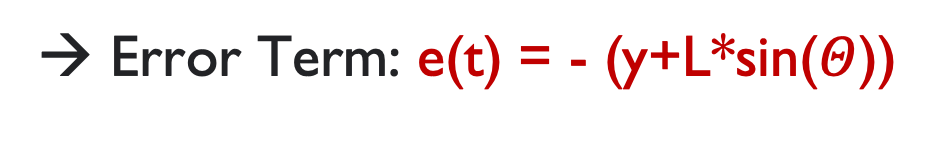 → Error Term: e(t) = - (y+L*sin(Θ))